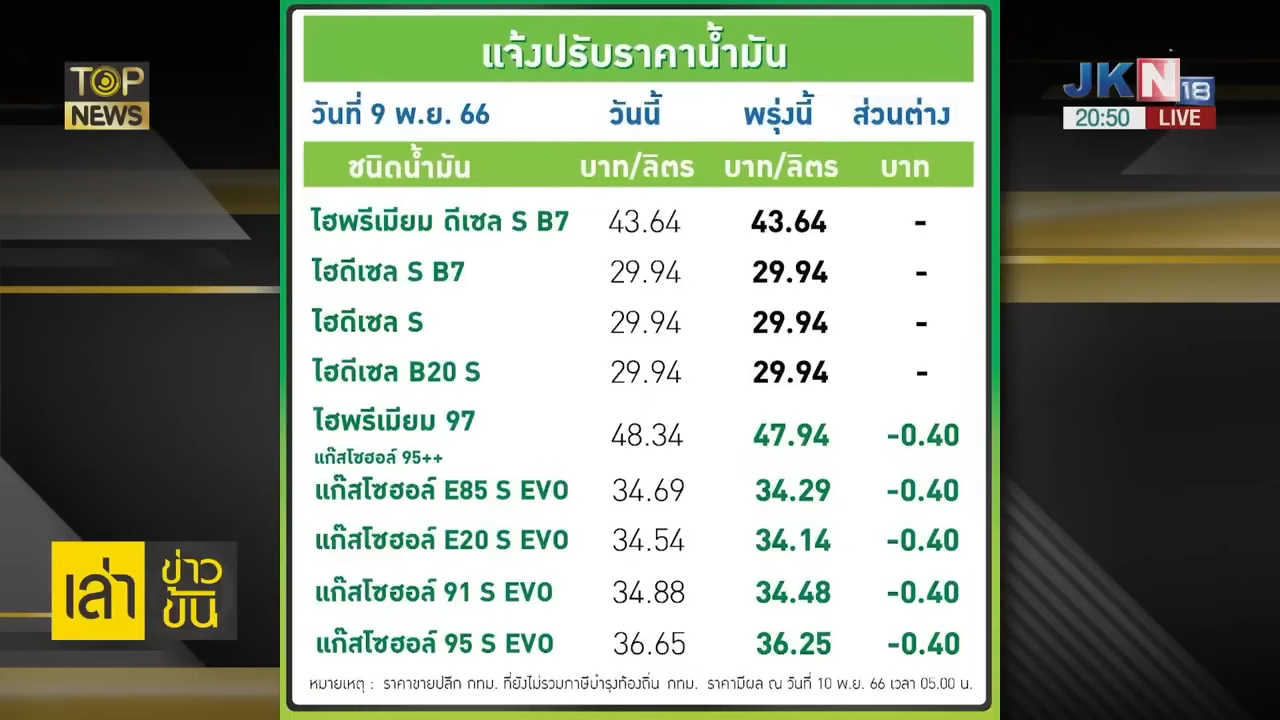 TOP
NEWS
JKN18
20:50 LIVE
แจ้งปรับราคาน้ำมัน
วันที่ 9 พ.ย. 66 วันนี้ พรุ่งนี้ ส่วนต่าง
ชนิดน้ำมัน บาท/ลิตร บาท/ลิตร บาท
ไฮพรีเมียม ดีเซล S B7 43.64 43.64 -
ไฮดีเซล S B7 29.94 29.94 -
ไฮดีเซล S 29.94 29.94 -
ไฮดีเซล B20 S 29.94 29.94 -
ไฮพรีเมียม 97 48.34 47.94 -0.40
แก๊สโซฮอล์ 95++
แก๊สโซฮอล์ E85 S EVO 34.69 34.29 -0.40
แก๊สโซฮอล์ E20 S EVO 34.54 34.14 -0.40
แก๊สโซฮอล์ 91 S EVO 34.88 34.48 -0.40
แก๊สโซฮอล์ 95 S EVO 36.65 36.25 -0.40
หมายเหตุ : ราคาขายปลีก กทม. ที่ยังไม่รวมภาษีบำรุงท้องถิ่น กทม. ราคามีผล ณ วันที่ 10 พ.ย. 66 เวลา 05.00 น.
เล่า
ข่าว
ข้น